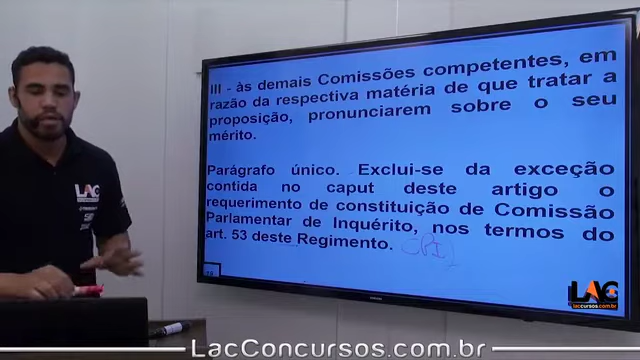 III - às demais Comissões competentes, em
razão da respectiva matéria de que tratar a
proposição, pronunciarem sobre o seu
mérito.
Parágrafo único. Exclui-se da exceção
contida no caput deste artigo o
requerimento de constituição de Comissão
Parlamentar de Inquérito, nos termos do
art. 53 deste Regimento. CPI
LAC
LAC
laccursos.com.br
LacConcursos.com.br